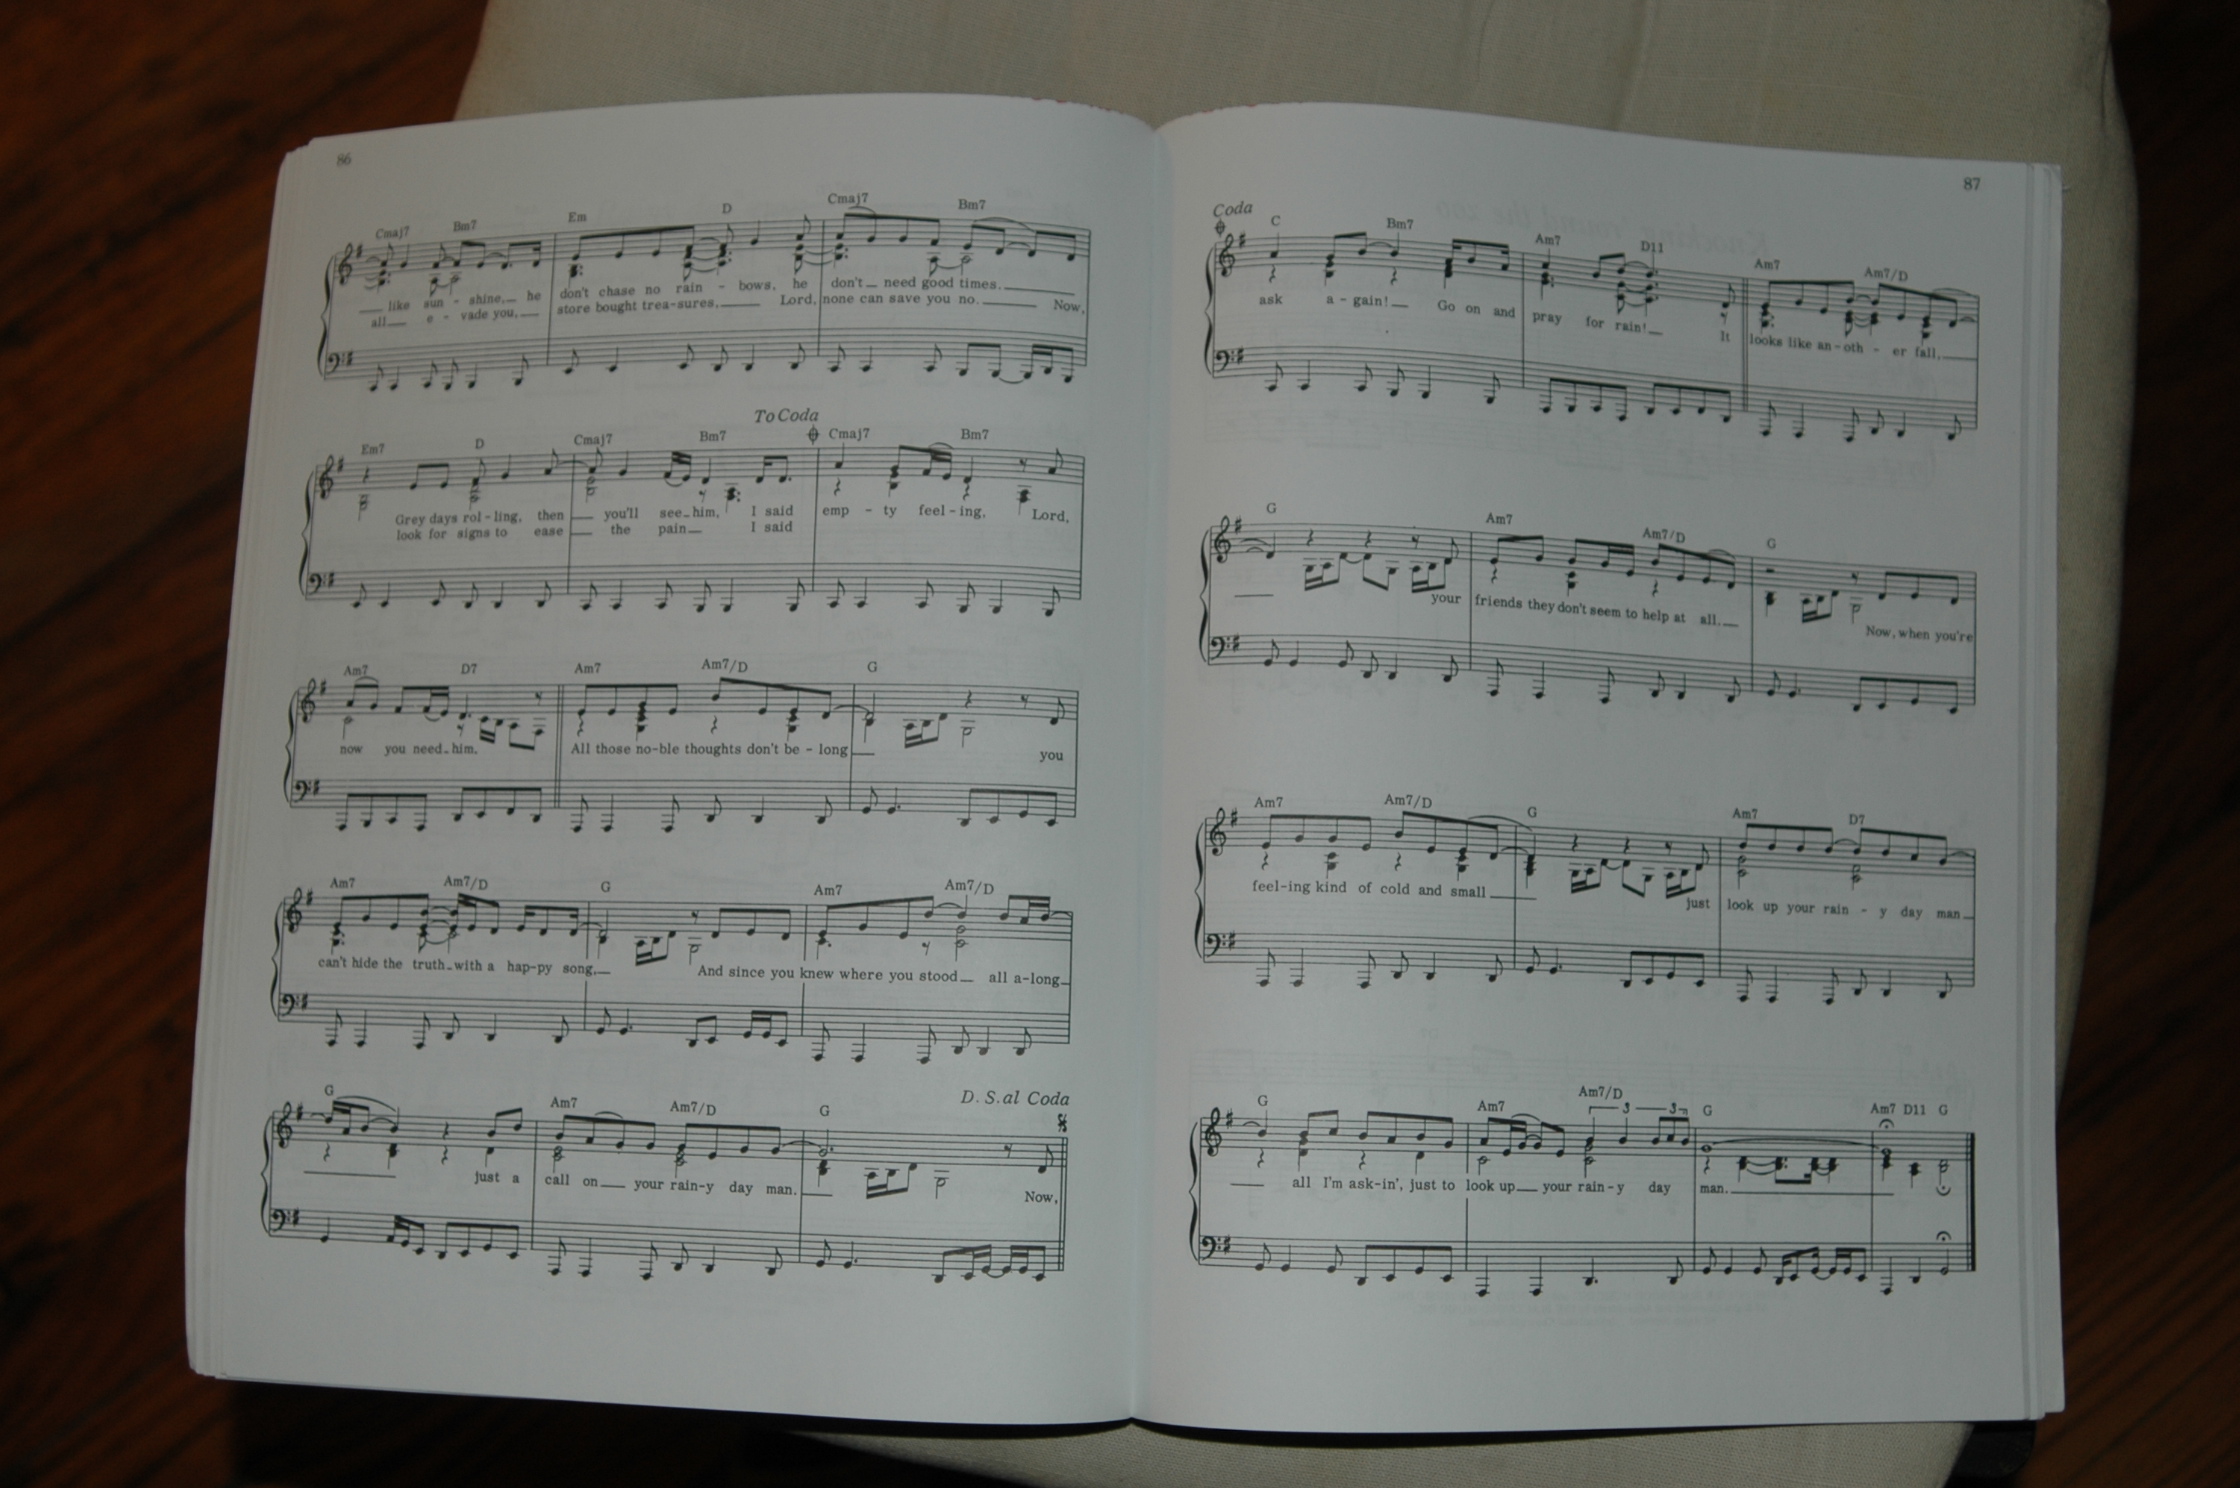 86
Cmaj7 Bm7 Em D Cmaj7 Bm7
like sun - shine, he don't chase no rain - bows, he don't need good times.
all e - vade you, store bought trea-sures. Lord, none can save you no. Now,
To Coda
Em7 D Cmaj7 Bm7 Cmaj7 Bm7
Grey days rol-ling, then you'll see him, I said emp - ty feel-ing, Lord,
look for signs to ease the pain I said
Am7 D7 Am7 Am7/D G
now you need him. All those no-ble thoughts don't be - long you
Am7 Am7/D G Am7 Am7/D
can't hide the truth with a hap-py song, And since you knew where you stood all a-long
D. S. al Coda
G Am7 Am7/D G
just a call on your rain-y day man. Now,
87
Coda
C Bm7 Am7 D11 Am7 Am7/D
ask a - gain! Go on and pray for rain! It looks like an-oth - er fall,
G Am7 Am7/D G
your friends they don't seem to help at all. Now, when you're
Am7 Am7/D G Am7 D7
feel-ing kind of cold and small just look up your rain - y day man
G Am7 Am7/D 3 3 G Am7 D11 G
all I'm ask-in', just to look up your rain-y day man.